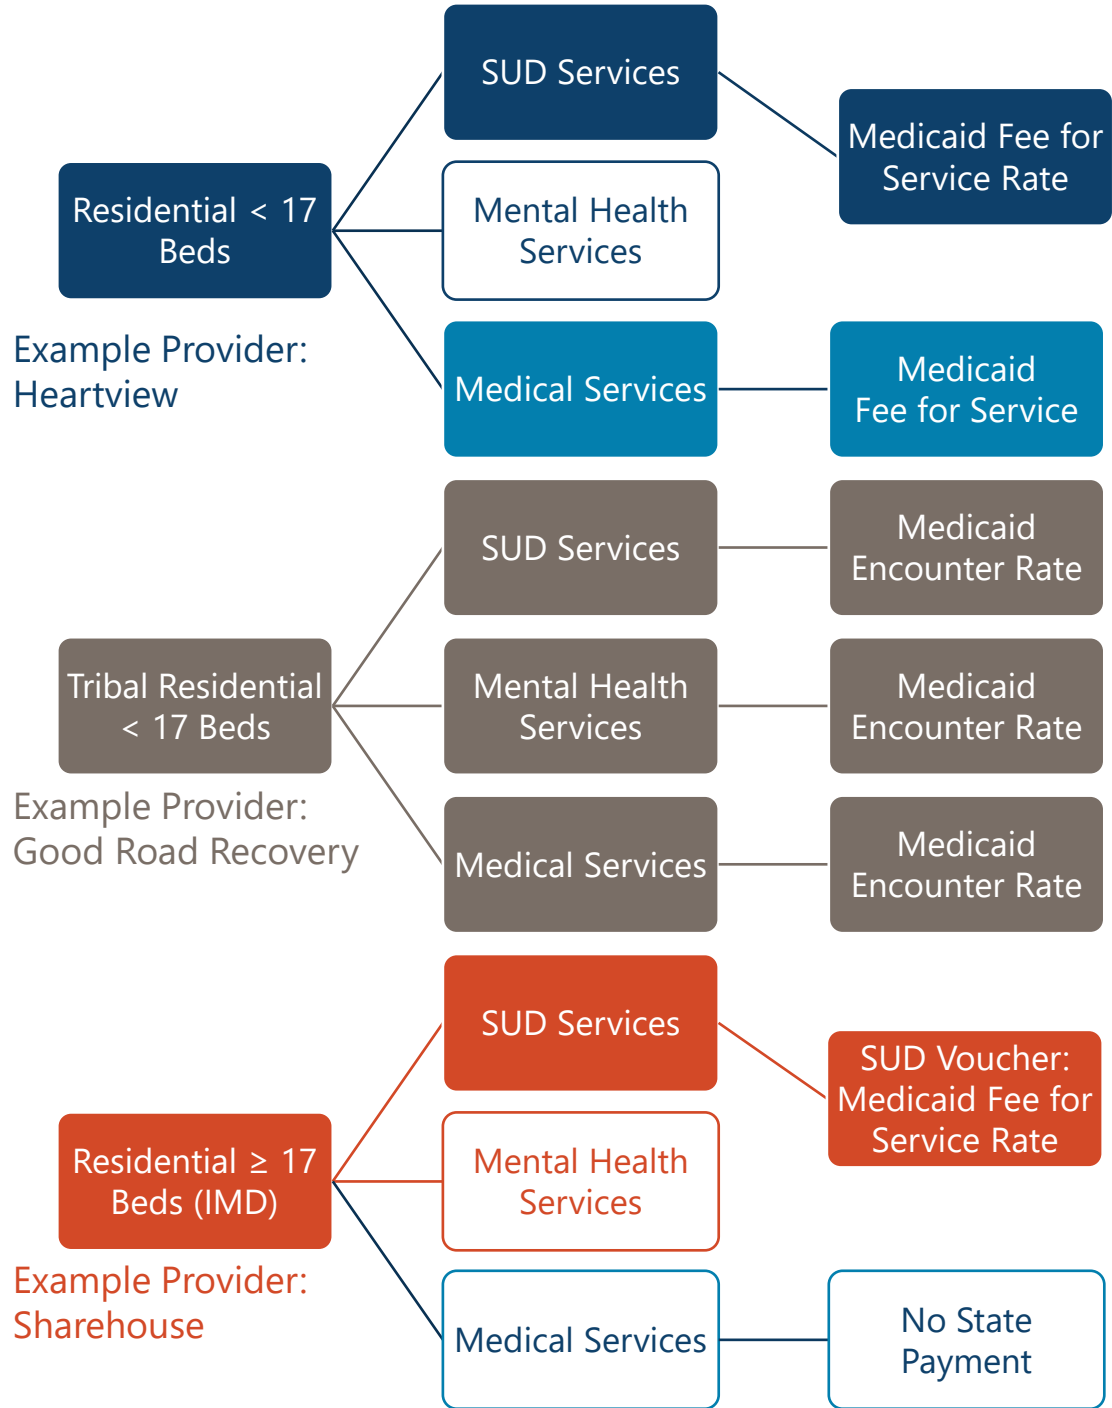 SUD Services
Medicaid Fee for
Service Rate
Residential < 17
Beds
Mental Health
Services
Example Provider:
Heartview
Medical Services
Medicaid
Fee for Service
SUD Services
Medicaid
Encounter Rate
Tribal Residential
< 17 Beds
Mental Health
Services
Medicaid
Encounter Rate
Example Provider:
Good Road Recovery
Medical Services
Medicaid
Encounter Rate
SUD Services
SUD Voucher:
Medicaid Fee for
Service Rate
Residential ≥ 17
Beds (IMD)
Mental Health
Services
Example Provider:
Sharehouse
Medical Services
No State
Payment